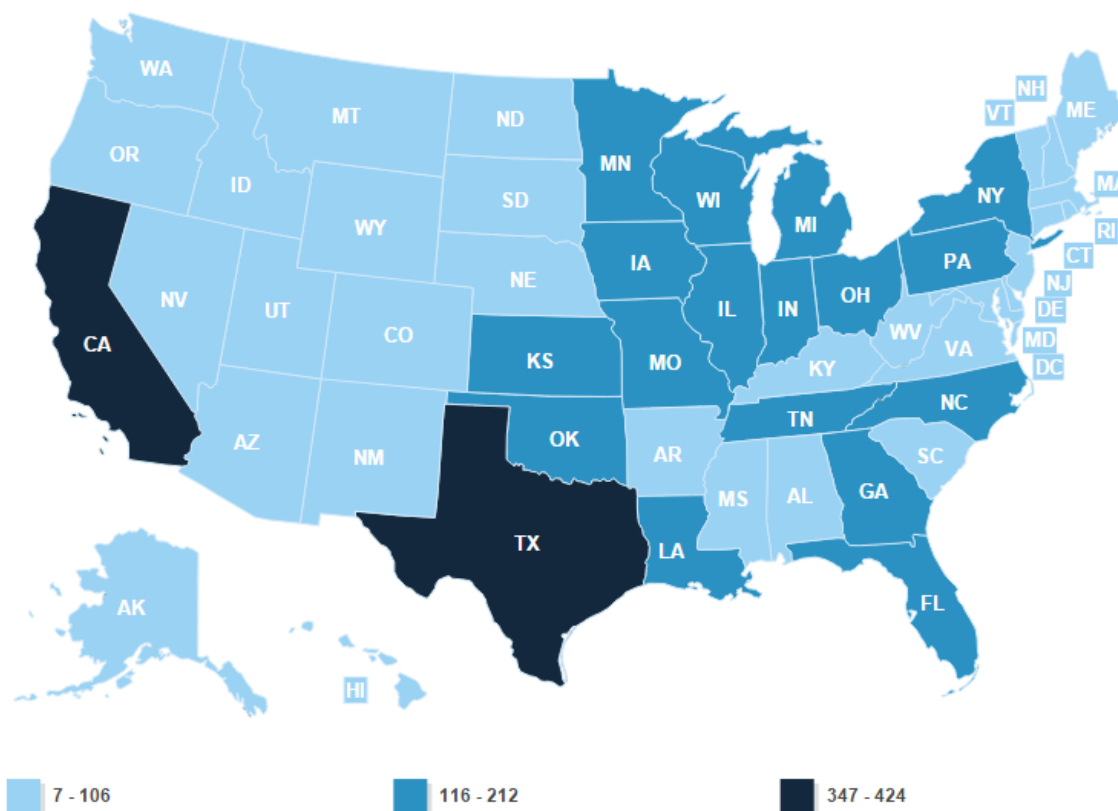 WA
MT
ND
OR
ID
SD
WY
NE
NV
UT
CO
CA
AZ
NM
KS
OK
TX
MN
WI
MI
IA
IL
IN
OH
MO
KY
WV
VA
PA
NY
VT
NH
ME
MA
RI
CT
NJ
DE
MD
DC
TN
NC
SC
AR
MS
AL
GA
LA
FL
AK
HI
7 - 106
116 - 212
347 - 424